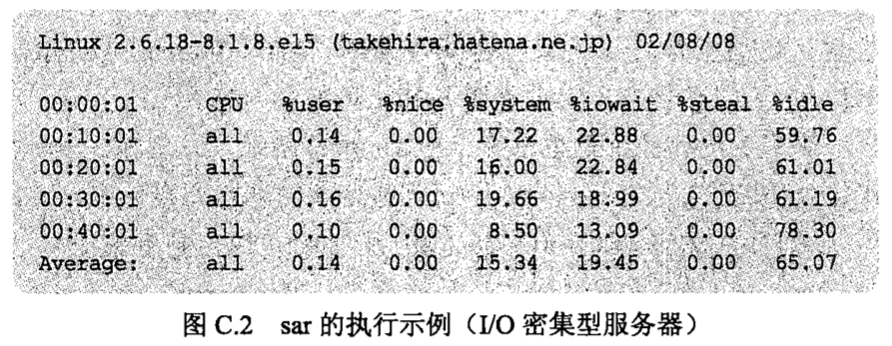 Linux 2.6.18-8.1.8.el5 (takehira.hatena.ne.jp) 02/08/08
00:00:01 CPU %user %nice %system %iowait %steal %idle
00:10:01 all 0.14 0.00 17.22 22.88 0.00 59.76
00:20:01 all 0.15 0.00 16.00 22.84 0.00 61.01
00:30:01 all 0.16 0.00 19.66 18.99 0.00 61.19
00:40:01 all 0.10 0.00 8.50 13.09 0.00 78.30
Average: all 0.14 0.00 15.34 19.45 0.00 65.07
图 C.2 sar 的执行示例（I/O 密集型服务器）